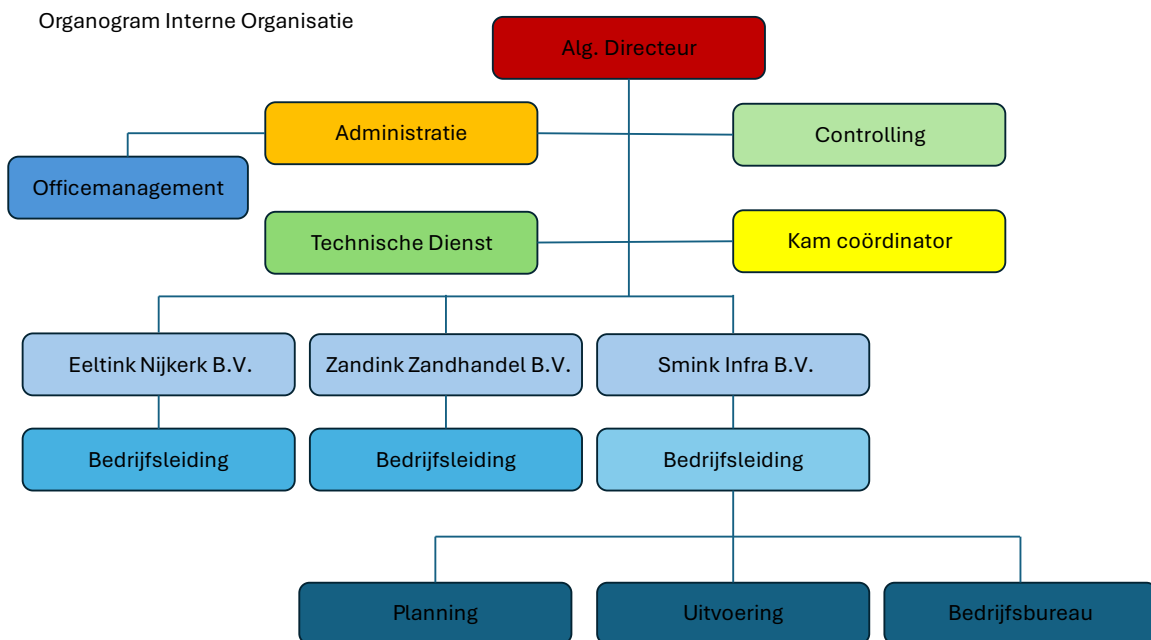 Organogram Interne Organisatie
Alg. Directeur
Administratie
Controlling
Officemanagement
Technische Dienst
Kam coördinator
Eeltink Nijkerk B.V.
Zandink Zandhandel B.V.
Smink Infra B.V.
Bedrijfsleiding
Bedrijfsleiding
Bedrijfsleiding
Planning
Uitvoering
Bedrijfsbureau